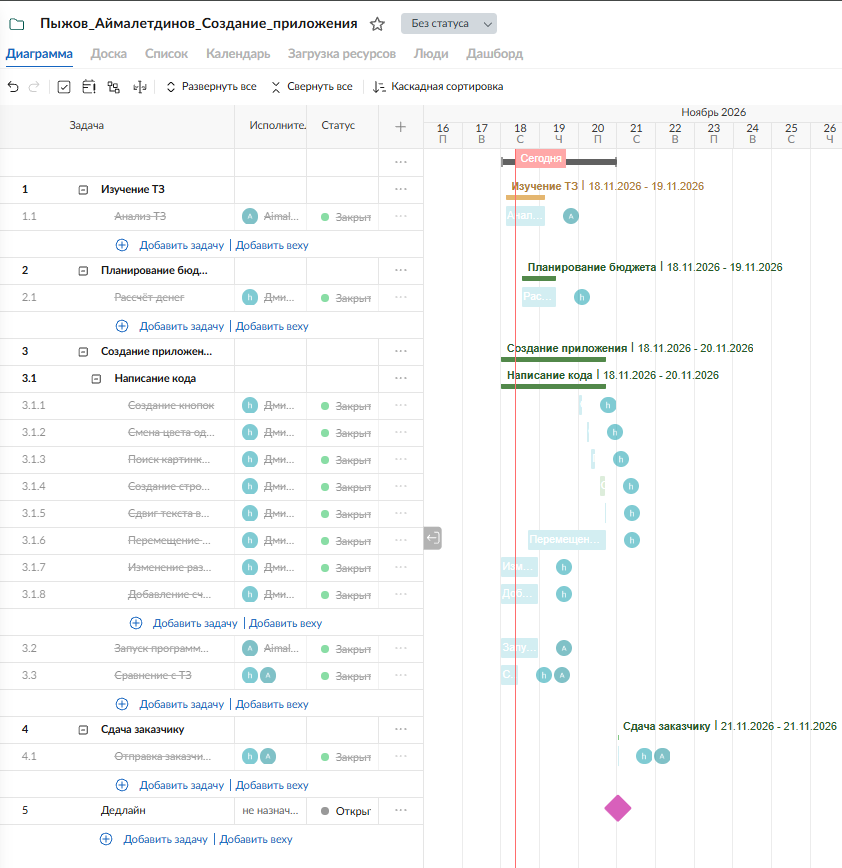 Пыжов_Аймалетдинов_Создание_приложения Без статуса
Диаграмма Доска Список Календарь Загрузка ресурсов Люди Дашборд
Развернуть все Свернуть все Каскадная сортировка
Задача Исполните. Статус
Ноябрь 2026
16 17 18 19 20 21 22 23 24 25 26
П В С Ч П С В П В С Ч
Сегодня
1 Изучение ТЗ Изучение ТЗ | 18.11.2026 - 19.11.2026
1.1 Анализ ТЗ A Aimal... Закрыт Анал... A
Добавить задачу | Добавить веху
2 Планирование бюд... Планирование бюджета | 18.11.2026 - 19.11.2026
2.1 Рассчёт денег h Дми... Закрыт Рас... h
Добавить задачу | Добавить веху
3 Создание приложен... Создание приложения | 18.11.2026 - 20.11.2026
3.1 Написание кода Написание кода | 18.11.2026 - 20.11.2026
3.1.1 Создание кнопок h Дми... Закрыт h
3.1.2 Смена цвета од... h Дми... Закрыт h
3.1.3 Поиск картинк... h Дми... Закрыт h
3.1.4 Создание стро... h Дми... Закрыт h
3.1.5 Сдвиг текста в... h Дми... Закрыт h
3.1.6 Перемещение ... h Дми... Закрыт Перемещен... h
3.1.7 Изменение раз... h Дми... Закрыт Изм... h
3.1.8 Добавление сч... h Дми... Закрыт Доб... h
Добавить задачу | Добавить веху
3.2 Запуск программ... A Aimal... Закрыт Запу... A
3.3 Сравнение с ТЗ h A Закрыт С... h A
Добавить задачу | Добавить веху
4 Сдача заказчику Сдача заказчику | 21.11.2026 - 21.11.2026
4.1 Отправка заказчи... h A Закрыт h A
Добавить задачу | Добавить веху
5 Дедлайн не назнач... Откры
Добавить задачу | Добавить веху